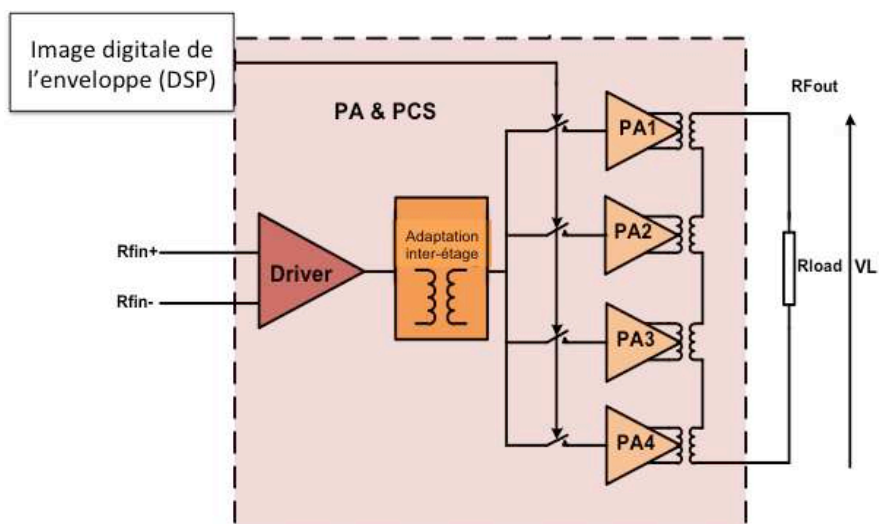 Image digitale de
l'enveloppe (DSP)
PA & PCS
RFout
PA1
PA2
Adaptation
inter-étage
Rfin+
Driver
Rfin-
Rload
VL
PA3
PA4